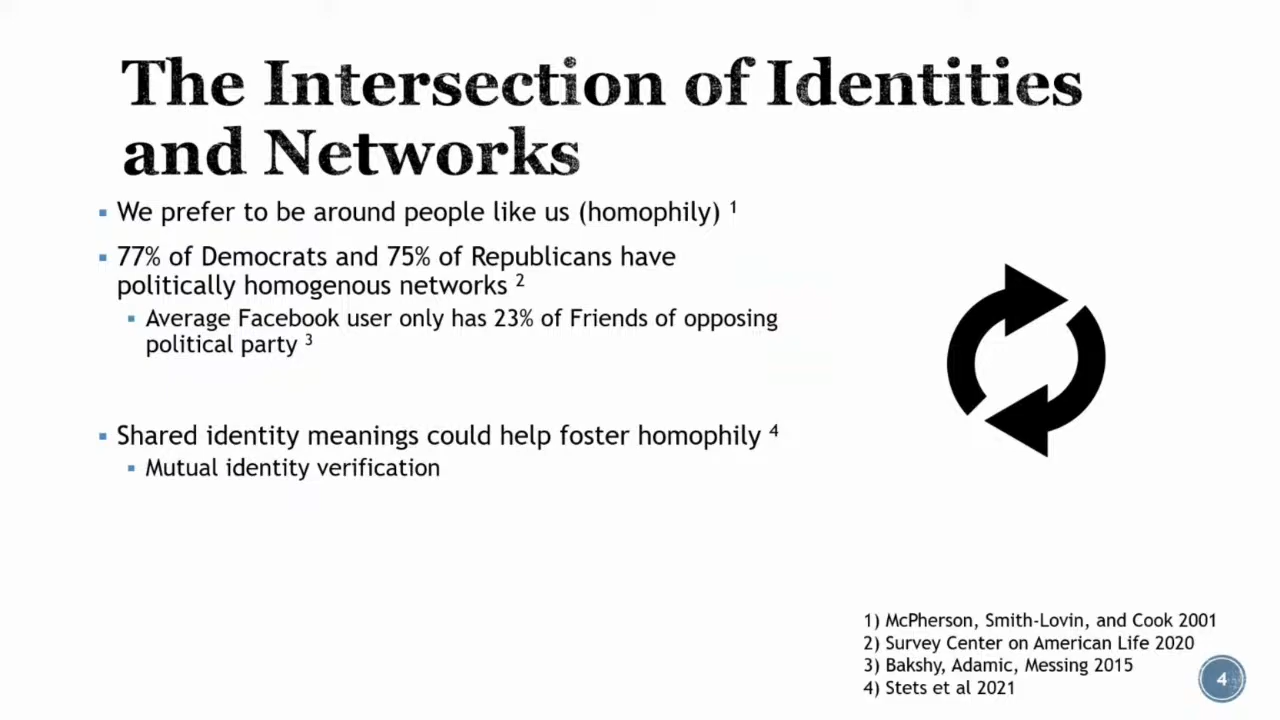 The Intersection of Identities
and Networks
▪ We prefer to be around people like us (homophily) ¹
▪ 77% of Democrats and 75% of Republicans have
politically homogenous networks ²
▪ Average Facebook user only has 23% of Friends of opposing
political party ³
▪ Shared identity meanings could help foster homophily ⁴
▪ Mutual identity verification
1) McPherson, Smith-Lovin, and Cook 2001
2) Survey Center on American Life 2020
3) Bakshy, Adamic, Messing 2015
4) Stets et al 2021
4